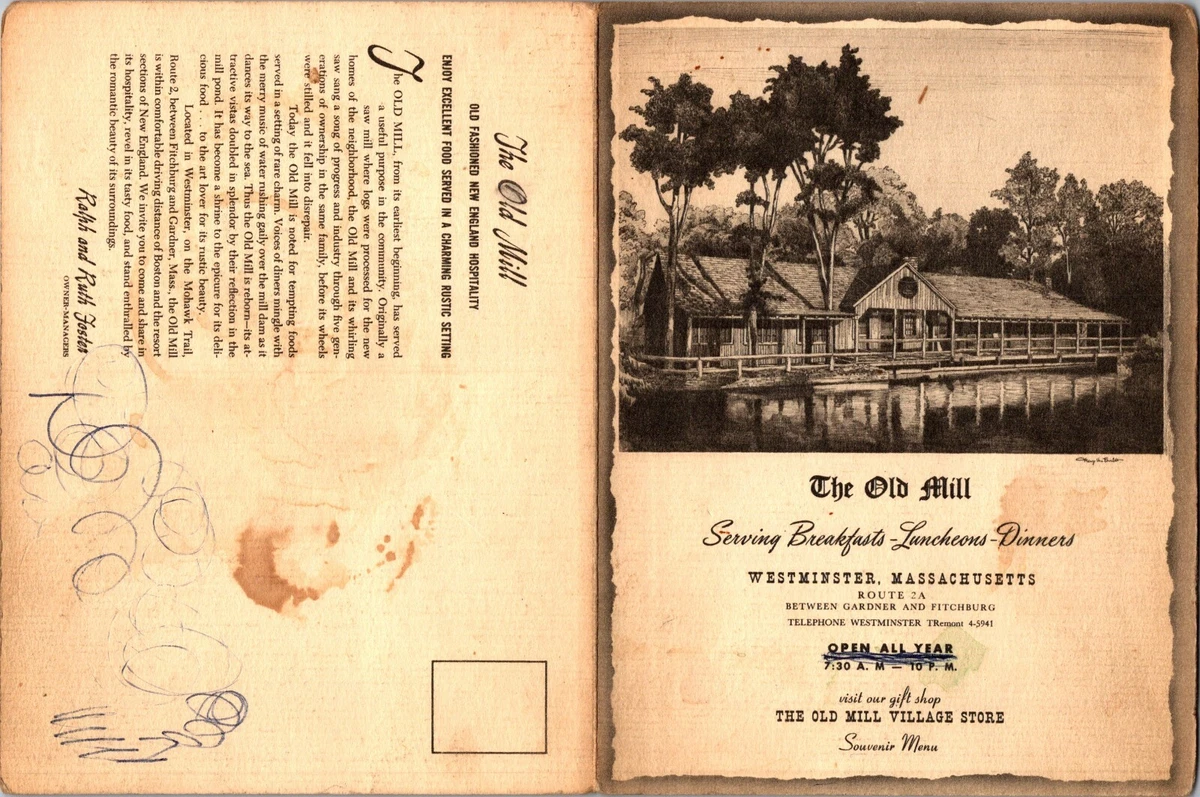 The Old Mill
OLD FASHIONED NEW ENGLAND HOSPITALITY
ENJOY EXCELLENT FOOD SERVED IN A CHARMING RUSTIC SETTING
The OLD MILL, from its earliest beginning, has served
a useful purpose in the community. Originally a
saw mill where logs were processed for the new
homes of the neighborhood, the Old Mill and its whirling
saw sang a song of progress and industry through five gen-
erations of ownership in the same family, before its wheels
were stilled and it fell into disrepair.
Today the Old Mill is noted for tempting foods
served in a setting of rare charm. Voices of diners mingle with
the merry music of water rushing gaily over the mill dam as it
dances its way to the sea. Thus the Old Mill is reborn—its at-
tractive vistas doubled in splendor by their reflection in the
mill pond. It has become a shrine to the epicure for its deli-
cious food . . . to the art lover for its rustic beauty.
Located in Westminster, on the Mohawk Trail,
Route 2, between Fitchburg and Gardner, Mass., the Old Mill
is within comfortable driving distance of Boston and the resort
sections of New England. We invite you to come and share in
its hospitality, revel in its tasty food, and stand enthralled by
the romantic beauty of its surroundings.
Ralph and Ruth Foster
OWNER-MANAGERS
The Old Mill
Serving Breakfasts - Luncheons - Dinners
WESTMINSTER, MASSACHUSETTS
ROUTE 2A
BETWEEN GARDNER AND FITCHBURG
TELEPHONE WESTMINSTER TRemont 4-5941
OPEN ALL YEAR
7:30 A. M — 10 P. M.
visit our gift shop
THE OLD MILL VILLAGE STORE
Souvenir Menu